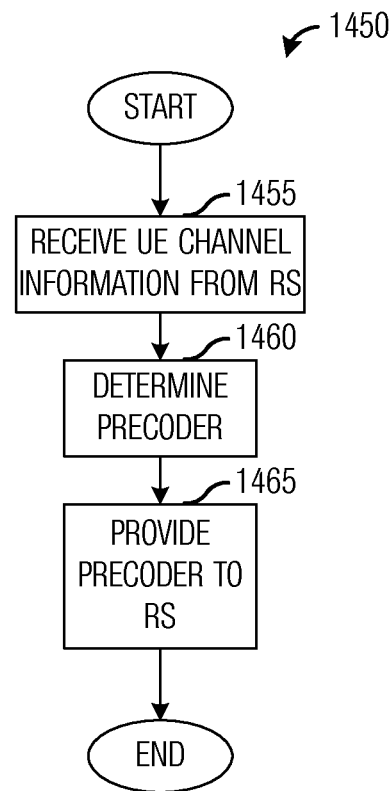 1450
START
1455
RECEIVE UE CHANNEL
INFORMATION FROM RS
1460
DETERMINE
PRECODER
1465
PROVIDE
PRECODER TO
RS
END